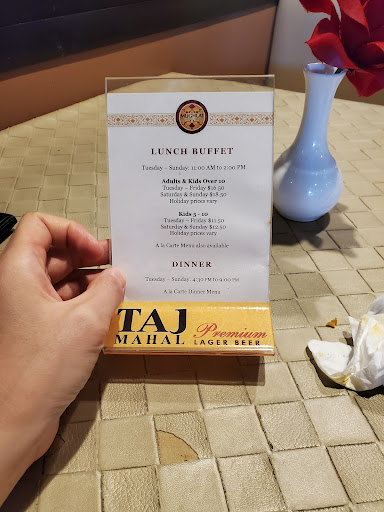 LUNCH BUFFET
Tuesday – Sunday: 11:00 AM to 2:00 PM
Adults & Kids Over 10
Tuesday – Friday $16.50
Saturday & Sunday $18.50
Holiday prices vary
Kids 5 - 10
Tuesday – Friday $11.50
Saturday & Sunday $12.50
Holiday prices vary
A la Carte Menu also available
DINNER
Tuesday – Sunday: 4:30 PM to 9:00 PM
A la Carte Dinner Menu
TAJ MAHAL
Premium
LAGER BEER